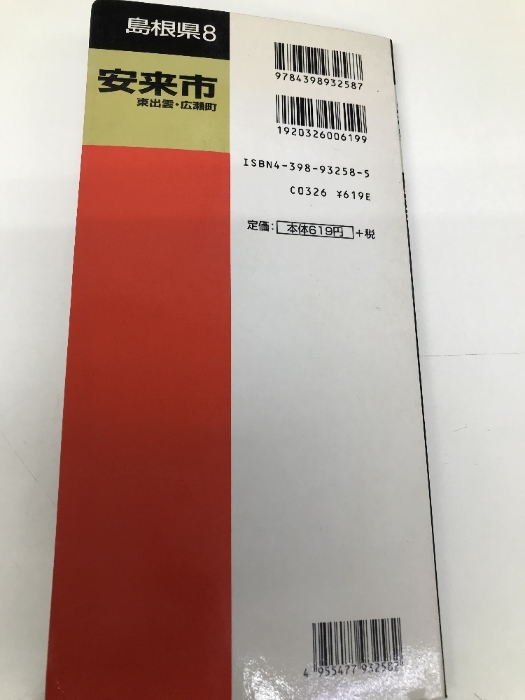 島根県8
安来市
東出雲・広瀬町
9784398932587
1920326006199
ISBN4-398-93258-5
C0326 ¥619E
定価: 本体619円 +税
4955477932582